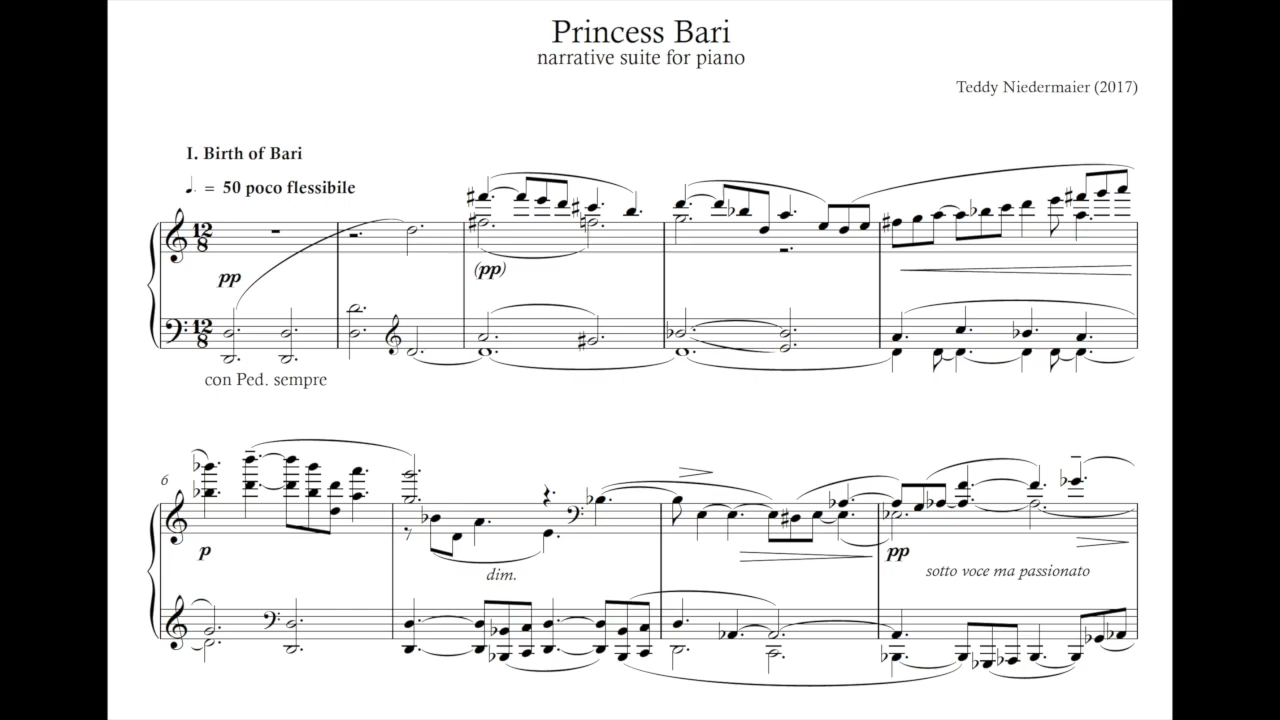 Princess Bari
narrative suite for piano
Teddy Niedermaier (2017)
I. Birth of Bari
♩. = 50 poco flessibile
12
8
pp
(pp)
12
8
con Ped. sempre
6
p
dim.
pp
sotto voce ma passionato